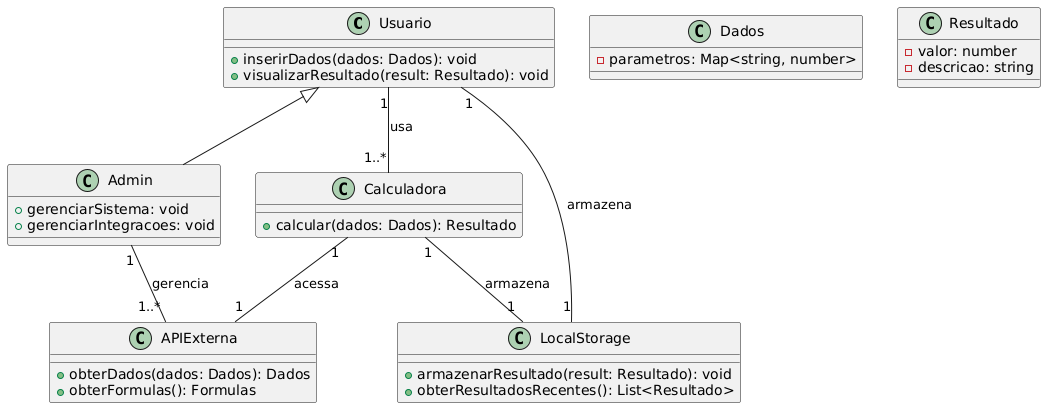 C Usuario
+inserirDados(dados: Dados): void
+visualizarResultado(result: Resultado): void
C Dados
parametros: Map<string, number>
C Resultado
valor: number
descricao: string
1
usa
1..*
1
armazena
C Admin
gerenciarSistema: void
gerenciarIntegracoes: void
C Calculadora
calcular(dados: Dados): Resultado
1
gerencia
1..*
1
acessa
1
1
armazena
1
1
C APIExterna
obterDados(dados: Dados): Dados
obterFormulas(): Formulas
C LocalStorage
armazenarResultado(result: Resultado): void
obterResultadosRecentes(): List<Resultado>